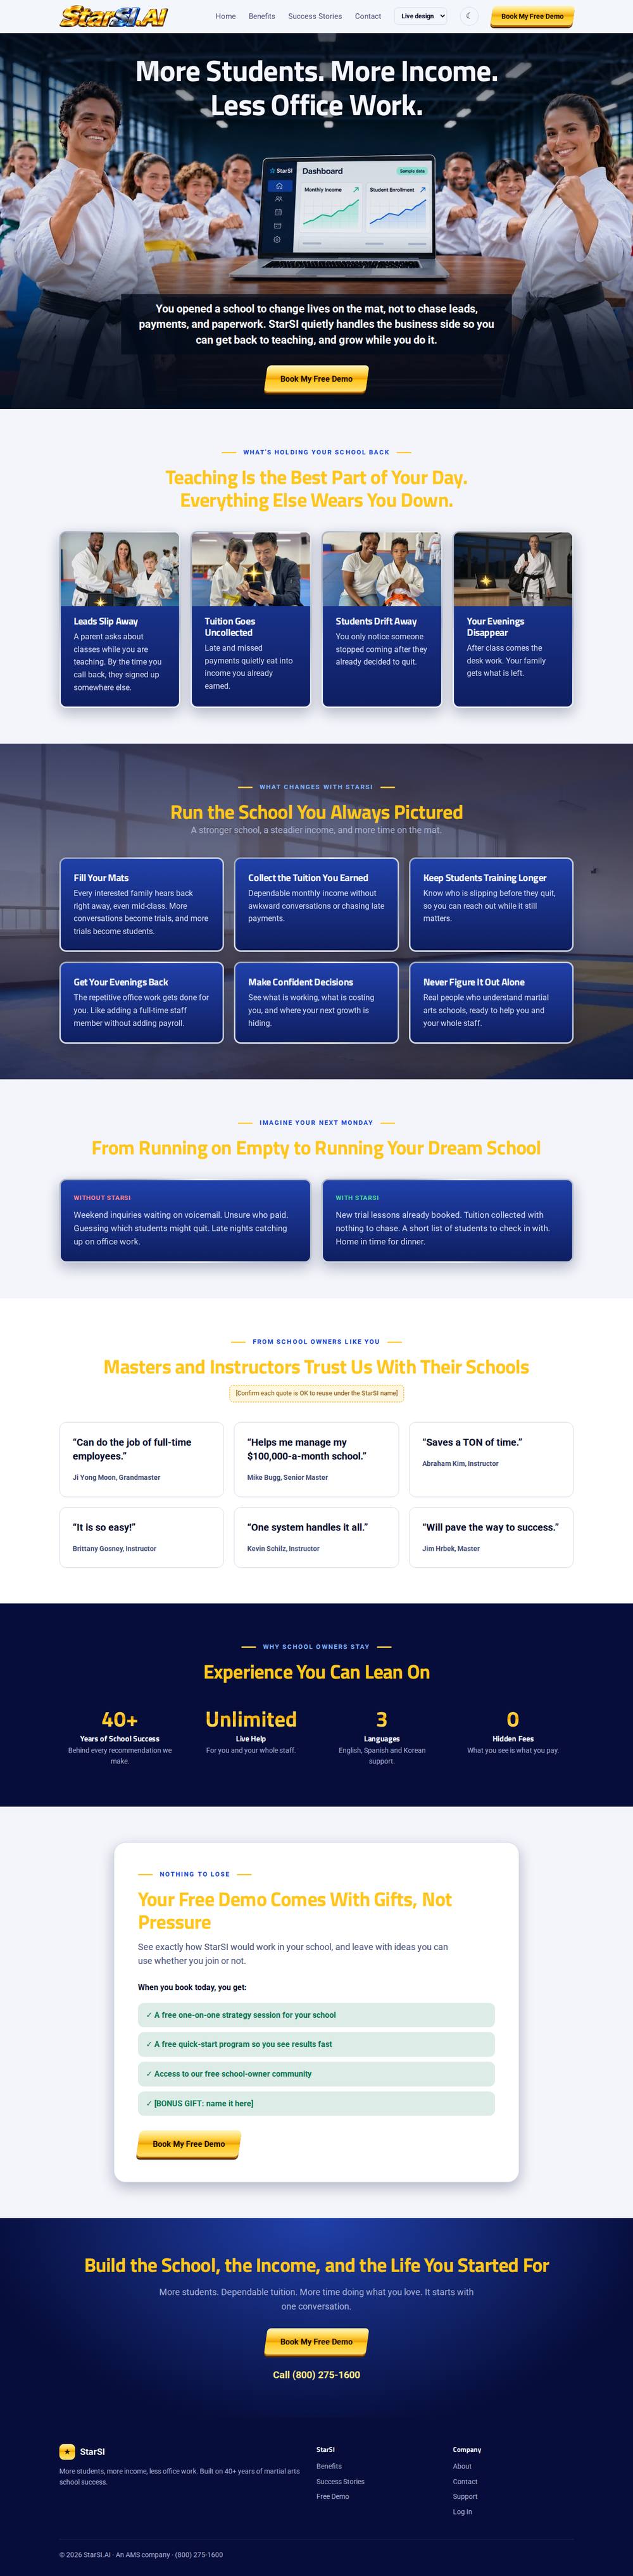 StarSI.AI
Home
Benefits
Success Stories
Contact
Live design
Book My Free Demo
More Students. More Income.
Less Office Work.
StarSI
Dashboard
Sample data
Monthly Income
Student Enrollment
You opened a school to change lives on the mat, not to chase leads,
payments, and paperwork. StarSI quietly handles the business side so you
can get back to teaching, and grow while you do it.
Book My Free Demo
WHAT'S HOLDING YOUR SCHOOL BACK
Teaching Is the Best Part of Your Day.
Everything Else Wears You Down.
Leads Slip Away
A parent asks about
classes while you are
teaching. By the time you
call back, they signed up
somewhere else.
Tuition Goes
Uncollected
Late and missed
payments quietly eat into
income you already
earned.
Students Drift Away
You only notice someone
stopped coming after they
already decided to quit.
Your Evenings
Disappear
After class comes the
desk work. Your family
gets what is left.
WHAT CHANGES WITH STARSI
Run the School You Always Pictured
A stronger school, a steadier income, and more time on the mat.
Fill Your Mats
Every interested family hears back
right away, even mid-class. More
conversations become trials, and more
trials become students.
Collect the Tuition You Earned
Dependable monthly income without
awkward conversations or chasing late
payments.
Keep Students Training Longer
Know who is slipping before they quit,
so you can reach out while it still
matters.
Get Your Evenings Back
The repetitive office work gets done for
you. Like adding a full-time staff
member without adding payroll.
Make Confident Decisions
See what is working, what is costing
you, and where your next growth is
hiding.
Never Figure It Out Alone
Real people who understand martial
arts schools, ready to help you and
your whole staff.
IMAGINE YOUR NEXT MONDAY
From Running on Empty to Running Your Dream School
WITHOUT STARSI
Weekend inquiries waiting on voicemail. Unsure who paid.
Guessing which students might quit. Late nights catching
up on office work.
WITH STARSI
New trial lessons already booked. Tuition collected with
nothing to chase. A short list of students to check in with.
Home in time for dinner.
FROM SCHOOL OWNERS LIKE YOU
Masters and Instructors Trust Us With Their Schools
[Confirm each quote is OK to reuse under the StarSI name]
“Can do the job of full-time
employees.”
Ji Yong Moon, Grandmaster
“Helps me manage my
$100,000-a-month school.”
Mike Bugg, Senior Master
“Saves a TON of time.”
Abraham Kim, Instructor
“It is so easy!”
Brittany Gosney, Instructor
“One system handles it all.”
Kevin Schilz, Instructor
“Will pave the way to success.”
Jim Hrbek, Master
WHY SCHOOL OWNERS STAY
Experience You Can Lean On
40+
Years of School Success
Behind every recommendation we
make.
Unlimited
Live Help
For you and your whole staff.
3
Languages
English, Spanish and Korean
support.
0
Hidden Fees
What you see is what you pay.
NOTHING TO LOSE
Your Free Demo Comes With Gifts, Not
Pressure
See exactly how StarSI would work in your school, and leave with ideas you can
use whether you join or not.
When you book today, you get:
✓ A free one-on-one strategy session for your school
✓ A free quick-start program so you see results fast
✓ Access to our free school-owner community
✓ [BONUS GIFT: name it here]
Book My Free Demo
Build the School, the Income, and the Life You Started For
More students. Dependable tuition. More time doing what you love. It starts with
one conversation.
Book My Free Demo
Call (800) 275-1600
StarSI
More students, more income, less office work. Built on 40+ years of martial arts
school success.
StarSI
Benefits
Success Stories
Free Demo
Company
About
Contact
Support
Log In
© 2026 StarSI.AI · An AMS company · (800) 275-1600